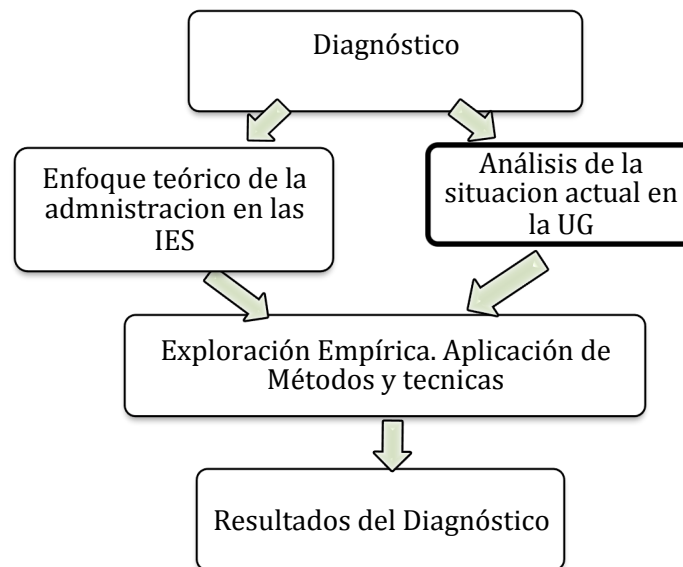 Diagnóstico
Enfoque teórico de la
admnistracion en las
IES
Análisis de la
situacion actual en
la UG
Exploración Empírica. Aplicación de
Métodos y tecnicas
Resultados del Diagnóstico